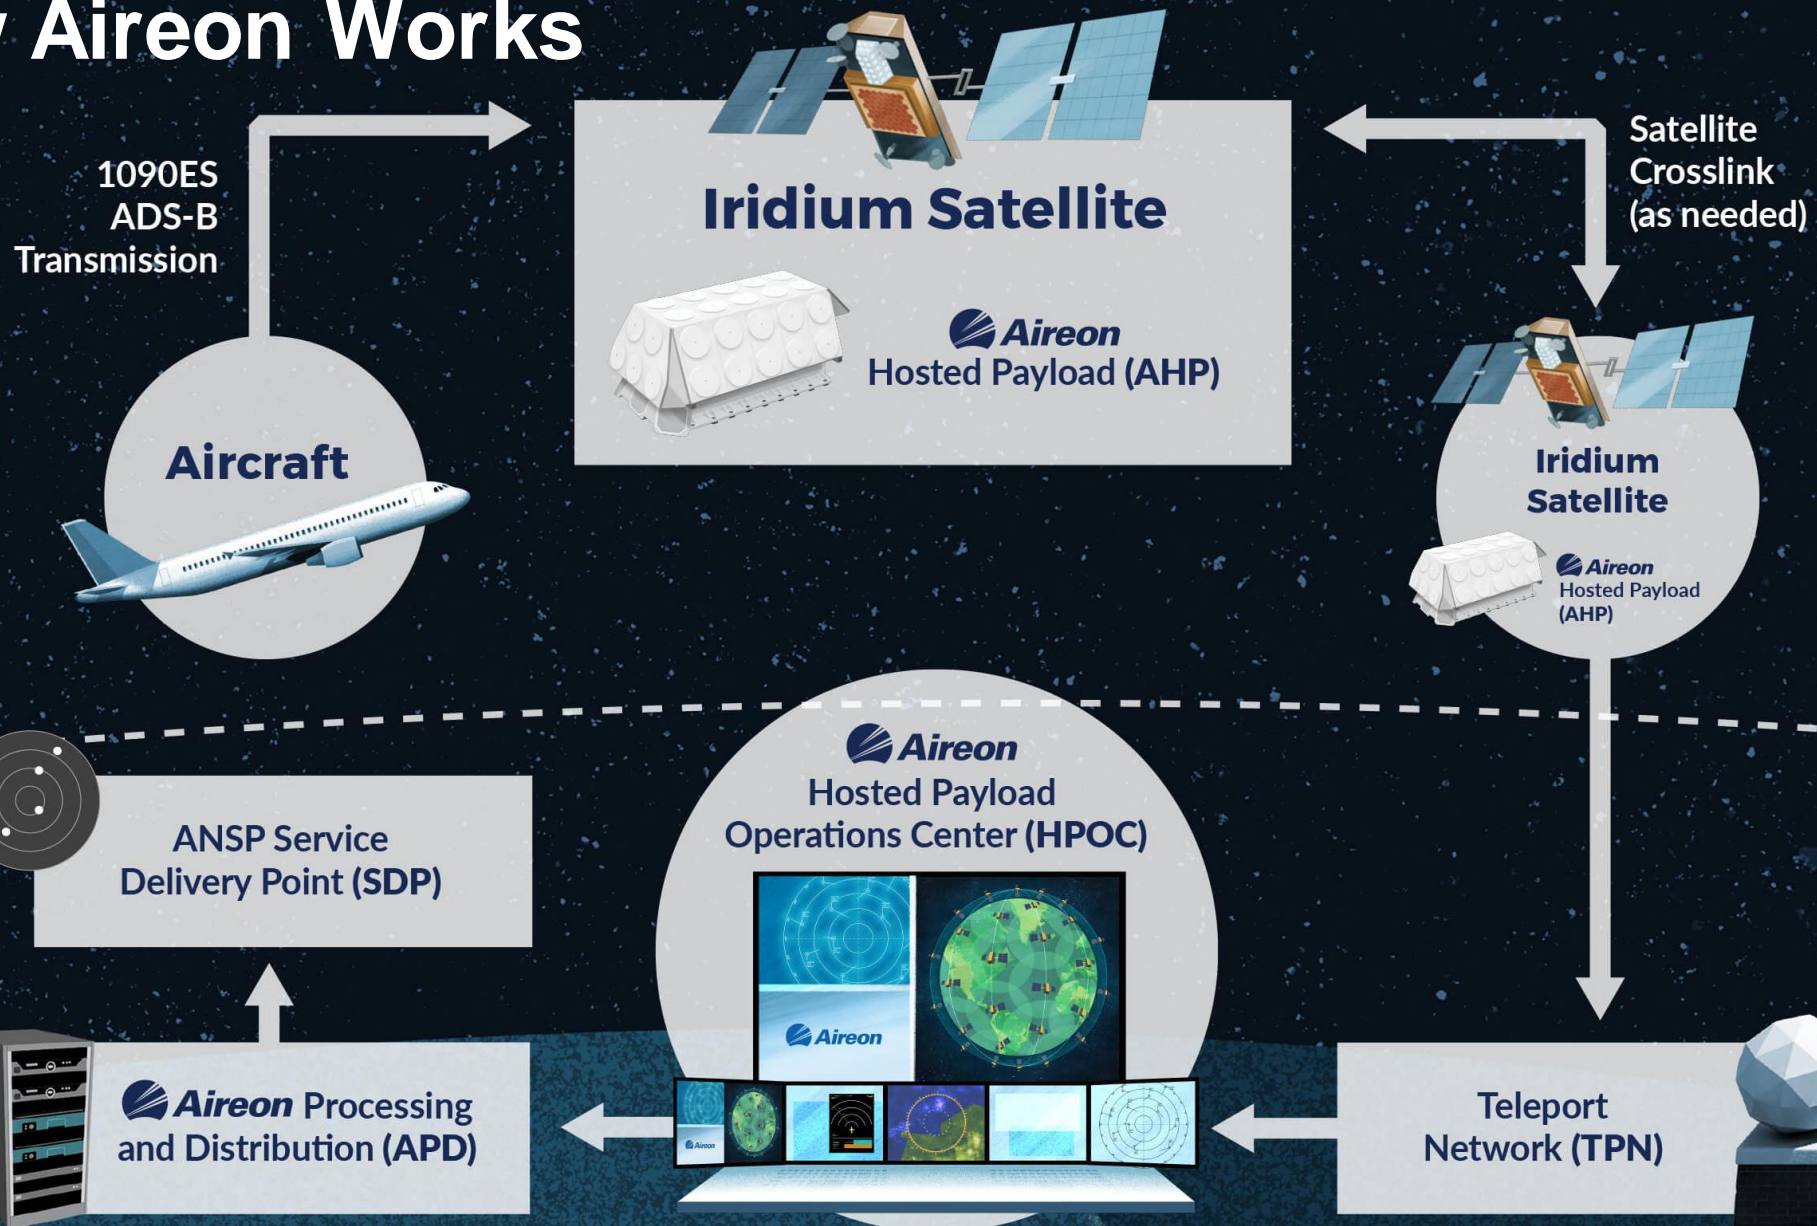 Aireon Works
1090ES
ADS-B
Transmission
Iridium Satellite
Aireon
Hosted Payload (AHP)
Satellite
Crosslink
(as needed)
Aircraft
Iridium
Satellite
Aireon
Hosted Payload
(AHP)
Aireon
Hosted Payload
Operations Center (HPOC)
Aireon
Aireon
ANSP Service
Delivery Point (SDP)
Aireon Processing
and Distribution (APD)
Teleport
Network (TPN)